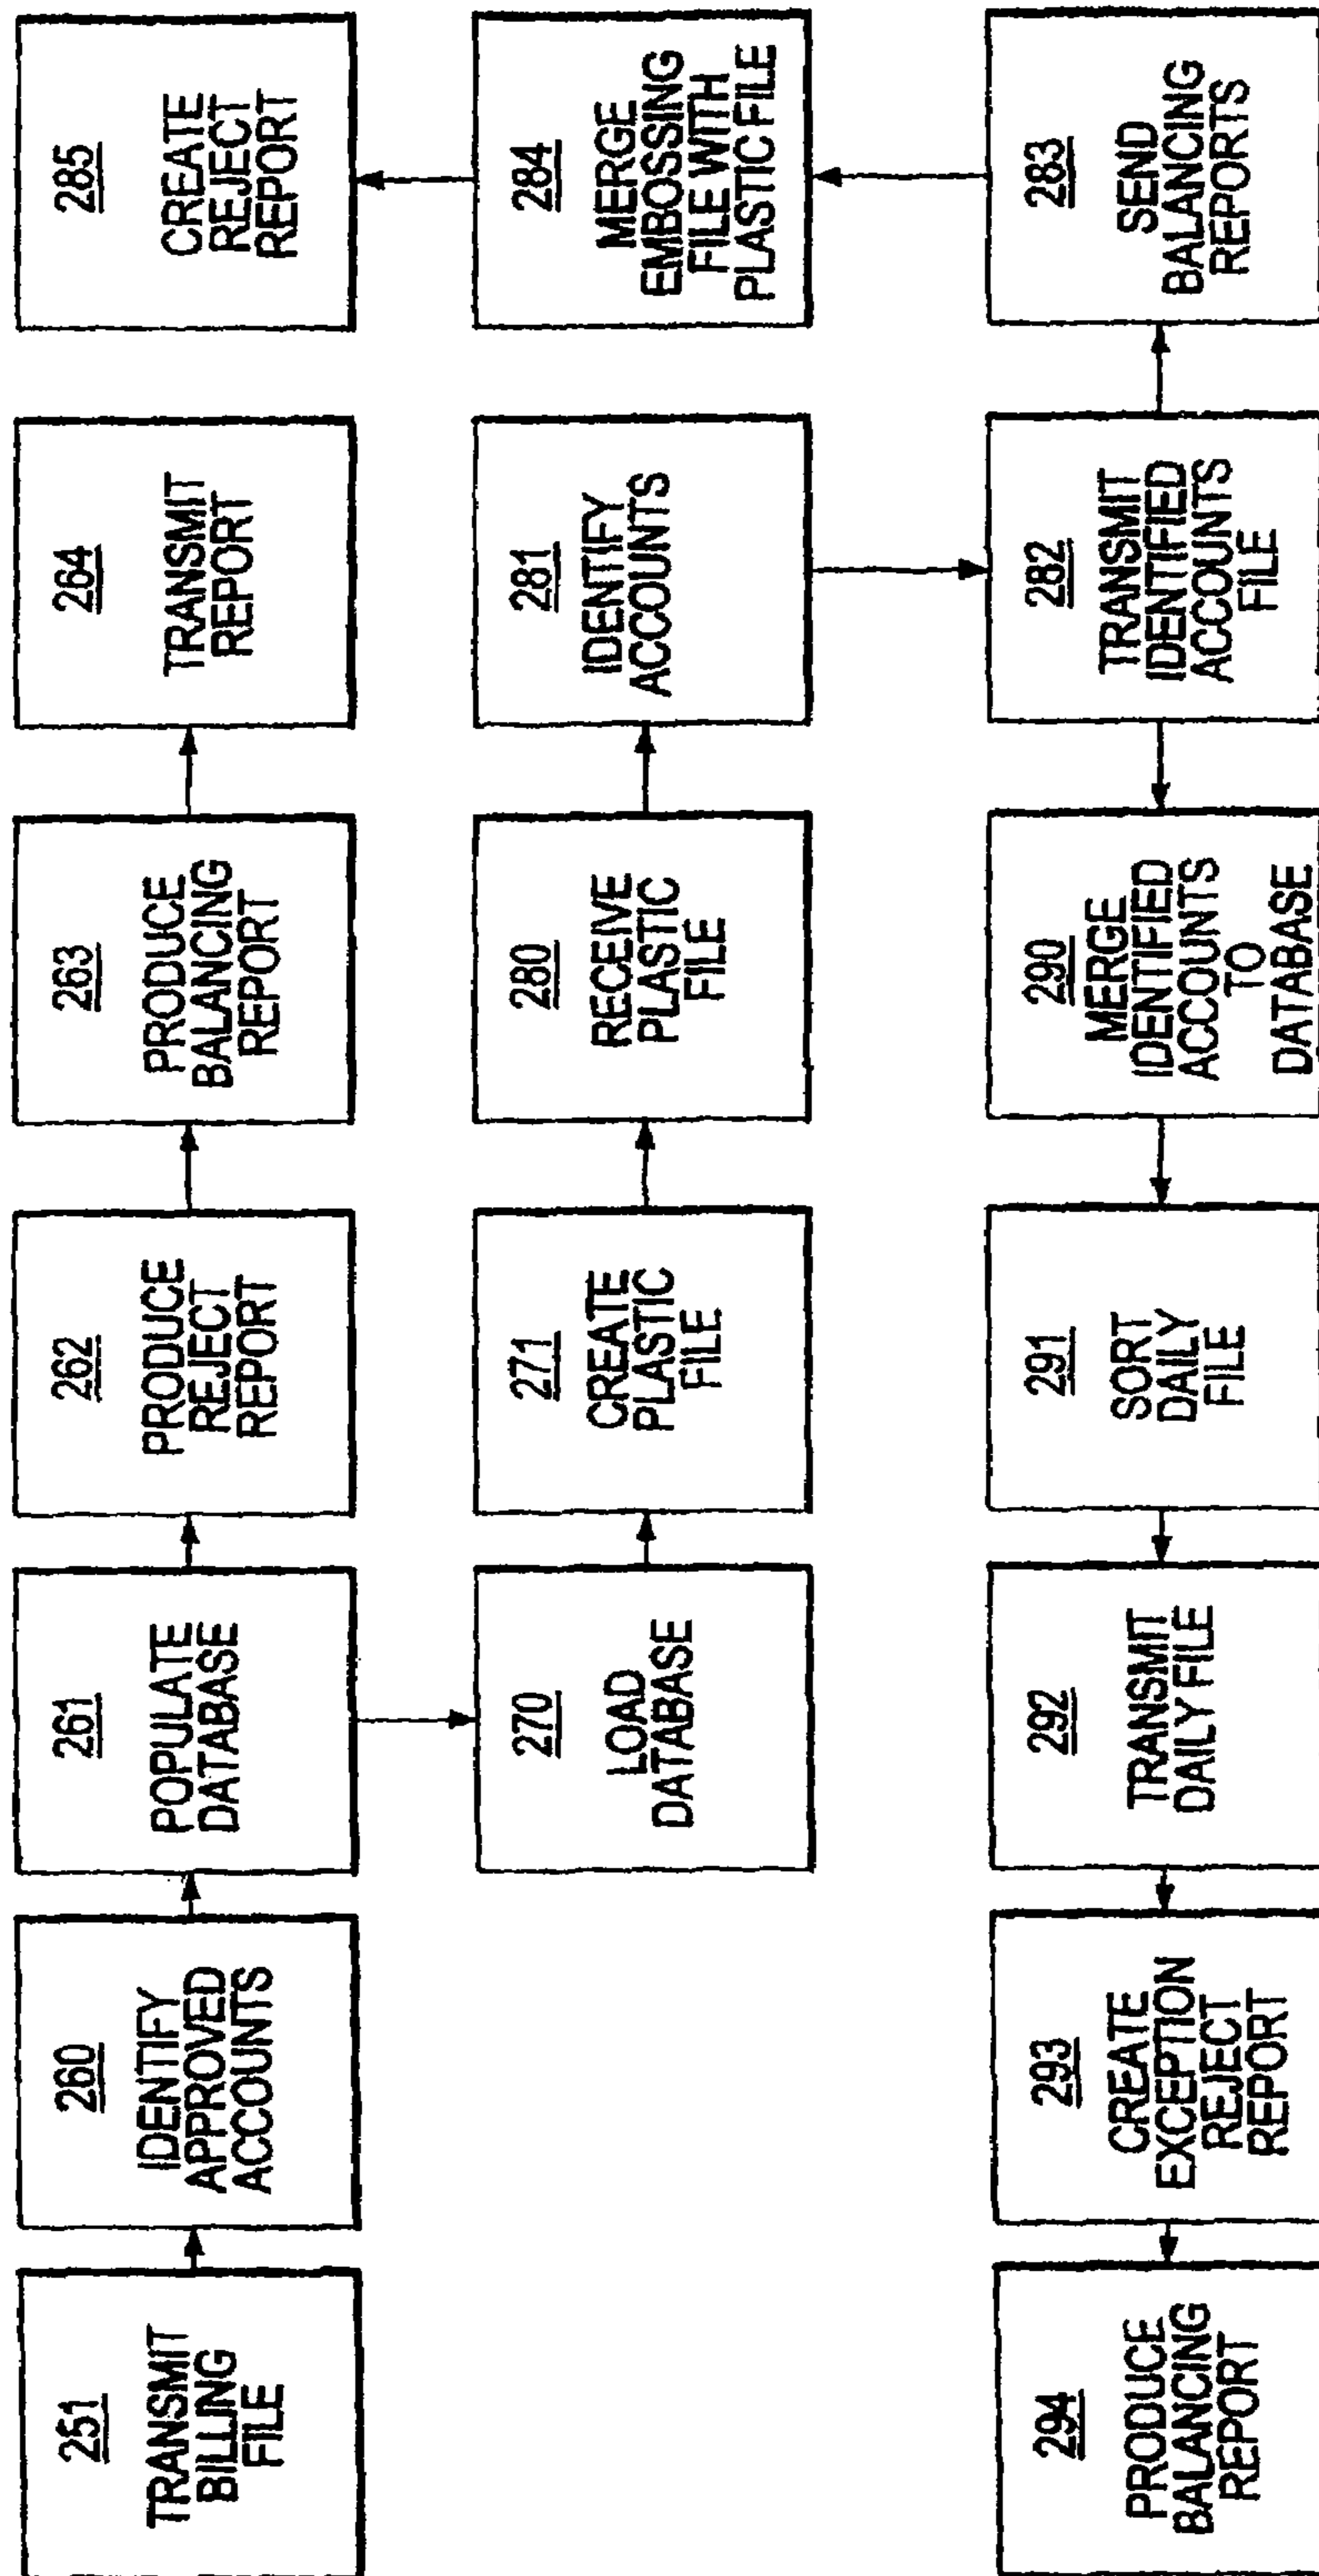 251
TRANSMIT
BILLING
FILE
260
IDENTIFY
APPROVED
ACCOUNTS
261
POPULATE
DATABASE
262
PRODUCE
REJECT
REPORT
263
PRODUCE
BALANCING
REPORT
264
TRANSMIT
REPORT
285
CREATE
REJECT
REPORT
270
LOAD
DATABASE
271
CREATE
PLASTIC
FILE
280
RECEIVE
PLASTIC
FILE
281
IDENTIFY
ACCOUNTS
284
MERGE
EMBOSSING
FILE WITH
PLASTIC FILE
294
PRODUCE
BALANCING
REPORT
293
CREATE
EXCEPTION
REJECT
REPORT
292
TRANSMIT
DAILY FILE
291
SORT
DAILY
FILE
290
MERGE
IDENTIFIED
ACCOUNTS
TO
DATABASE
282
TRANSMIT
IDENTIFIED
ACCOUNTS
FILE
283
SEND
BALANCING
REPORTS